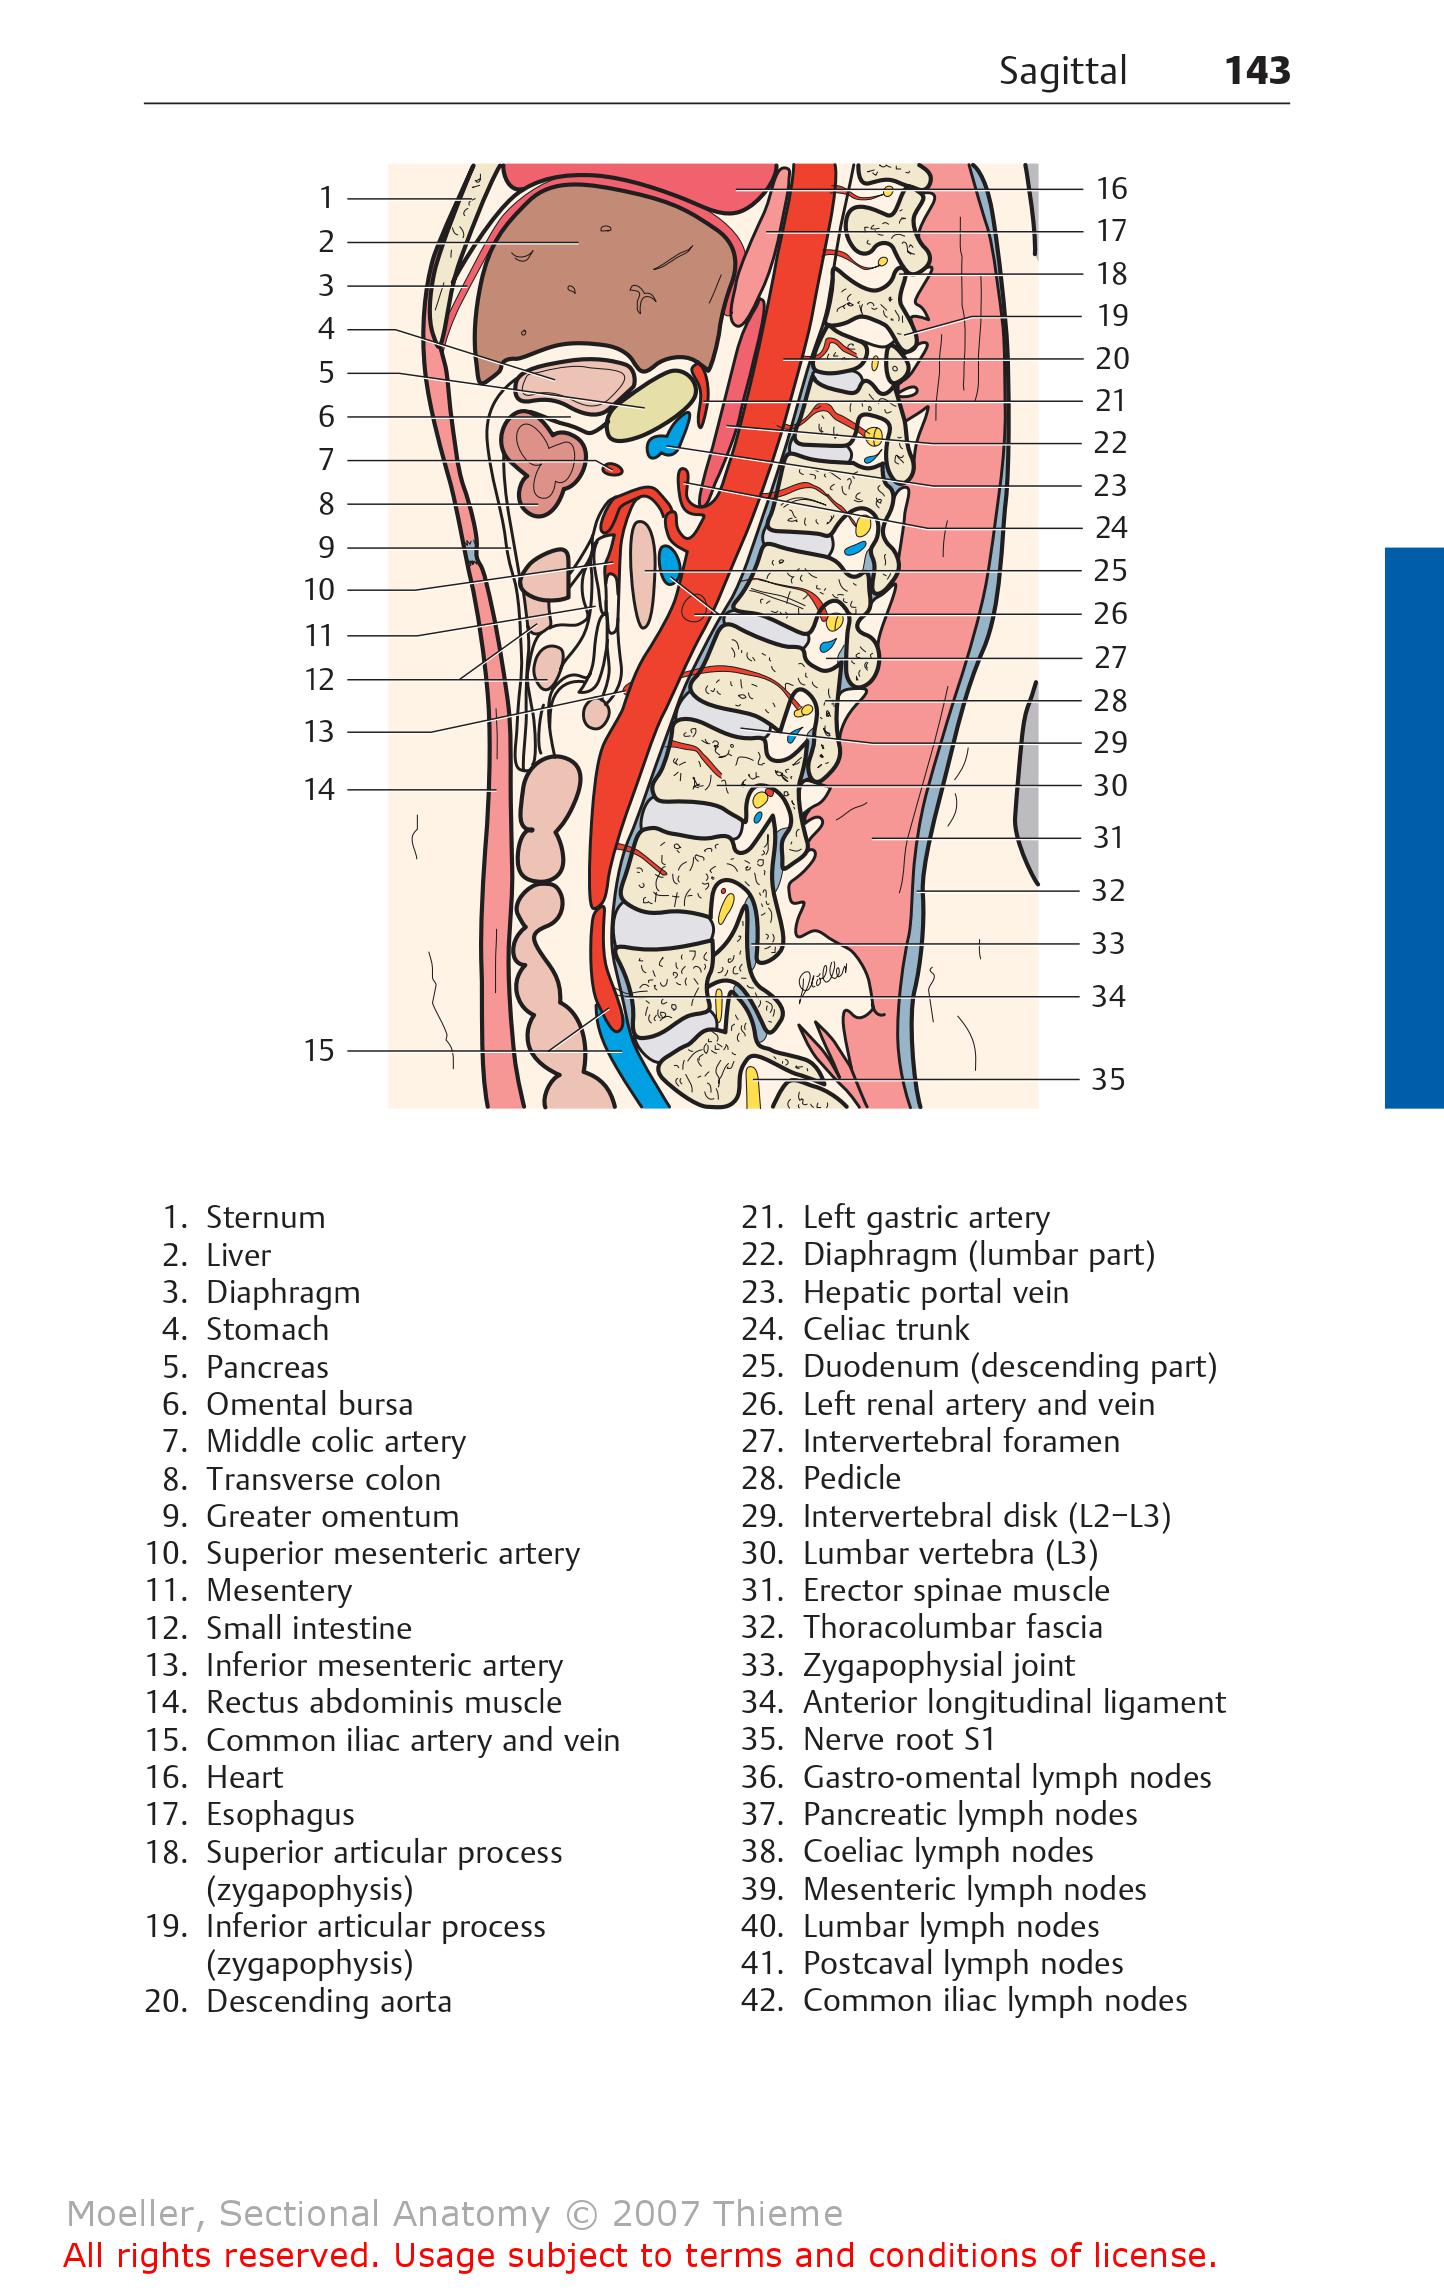 Sagittal 143
1
2
3
4
5
6
7
8
9
10
11
12
13
14
15
16
17
18
19
20
21
22
23
24
25
26
27
28
29
30
31
32
33
34
35
Möller
1. Sternum
2. Liver
3. Diaphragm
4. Stomach
5. Pancreas
6. Omental bursa
7. Middle colic artery
8. Transverse colon
9. Greater omentum
10. Superior mesenteric artery
11. Mesentery
12. Small intestine
13. Inferior mesenteric artery
14. Rectus abdominis muscle
15. Common iliac artery and vein
16. Heart
17. Esophagus
18. Superior articular process
(zygapophysis)
19. Inferior articular process
(zygapophysis)
20. Descending aorta
21. Left gastric artery
22. Diaphragm (lumbar part)
23. Hepatic portal vein
24. Celiac trunk
25. Duodenum (descending part)
26. Left renal artery and vein
27. Intervertebral foramen
28. Pedicle
29. Intervertebral disk (L2–L3)
30. Lumbar vertebra (L3)
31. Erector spinae muscle
32. Thoracolumbar fascia
33. Zygapophysial joint
34. Anterior longitudinal ligament
35. Nerve root S1
36. Gastro-omental lymph nodes
37. Pancreatic lymph nodes
38. Coeliac lymph nodes
39. Mesenteric lymph nodes
40. Lumbar lymph nodes
41. Postcaval lymph nodes
42. Common iliac lymph nodes
Moeller, Sectional Anatomy © 2007 Thieme
All rights reserved. Usage subject to terms and conditions of license.